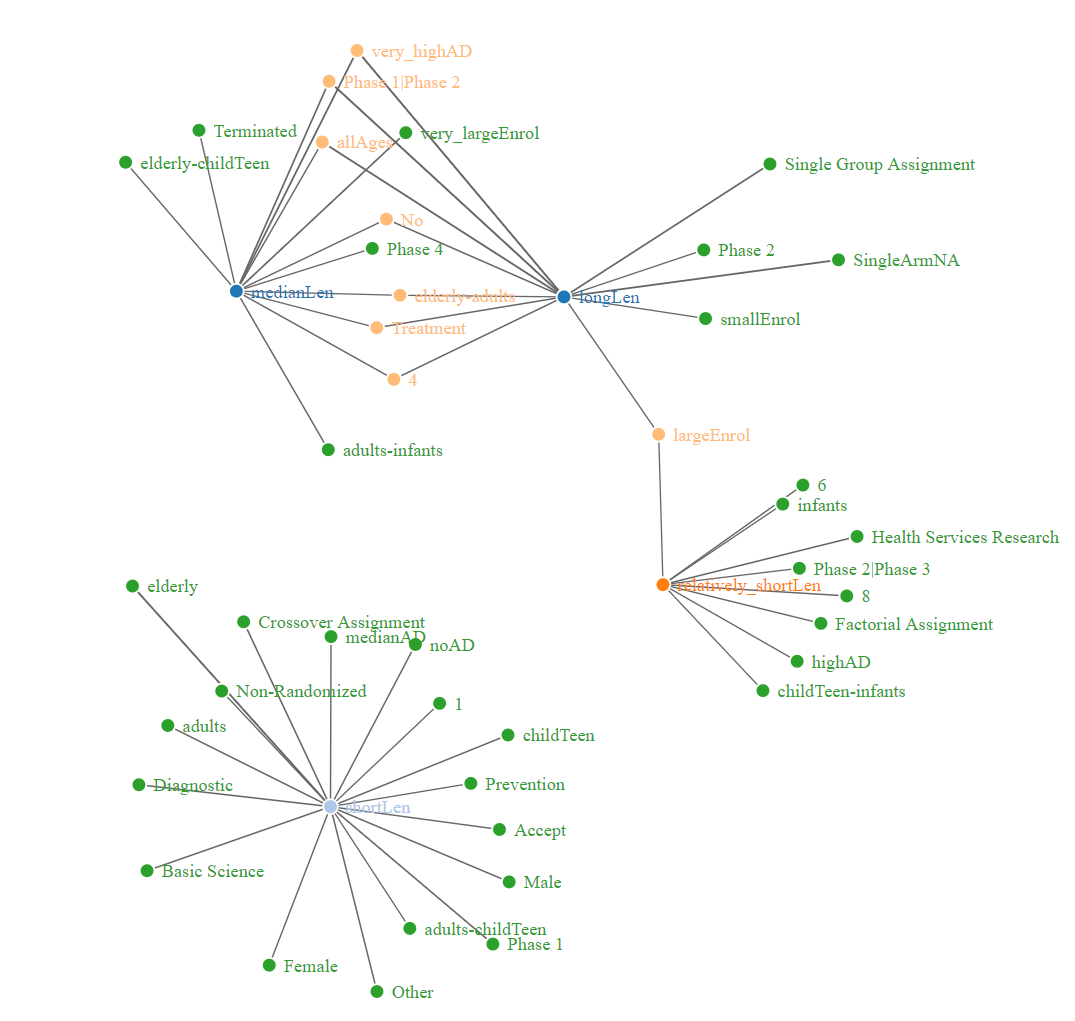 very_highAD
Phase 1|Phase 2
Terminated
very_largeEnrol
allAges
elderly-childTeen
Single Group Assignment
No
Phase 4
Phase 2
SingleArmNA
medianLen
elderly-adults
longLen
smallEnrol
Treatment
4
largeEnrol
adults-infants
6
infants
Health Services Research
Phase 2|Phase 3
relatively_shortLen
8
Factorial Assignment
highAD
childTeen-infants
elderly
Crossover Assignment
medianAD
noAD
Non-Randomized
1
adults
childTeen
Diagnostic
Prevention
shortLen
Accept
Basic Science
Male
adults-childTeen
Phase 1
Female
Other